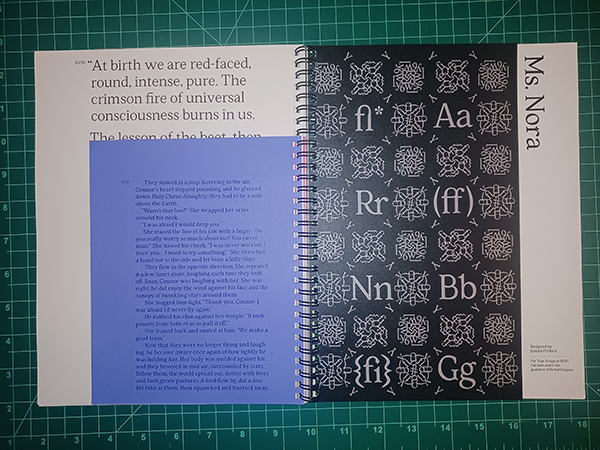 “At birth we are red-faced,
round, intense, pure. The
crimson fire of universal
consciousness burns in us.
The lesson of the beet, then
They slowed to a stop, hovering in the air.
Connor's heart stopped pounding and he glanced
down. Holy Christ Almighty, they had to be a mile
above the Earth.
"Wasn't that fun?" She wrapped her arms
around his neck.
"I was afraid I would drop you."
She traced the line of his jaw with a finger. "Do
you really worry so much about me? You sweet
man." She kissed his cheek. "I was never worried. I
trust you. I want to try something." She stretched
a hand out to the side and let loose a little blast.
They flew in the opposite direction. She repeated
it a few times more, laughing each time they took
off. Soon, Connor was laughing with her. She was
right, he did enjoy the wind against his face and the
canopy of twinkling stars around them.
She hugged him tight. "Thank you, Connor. I
was afraid I'd never fly again."
He rubbed his chin against her temple. "It took
powers from both of us to pull it off."
She leaned back and smiled at him. "We make a
good team."
Now that they were no longer flying and laugh-
ing, he became aware once again of how tightly he
was holding her. Her body was melded against his,
and they hovered in mid-air, surrounded by stars.
Below them, the world spread out, dotted with trees
and lush green pastures. A bird flew by, did a dou-
ble take at them, then squawked and hurried away.
Ms. Nora
fl* Aa
Rr (ff)
Nn Bb
{fi} Gg
Designed by